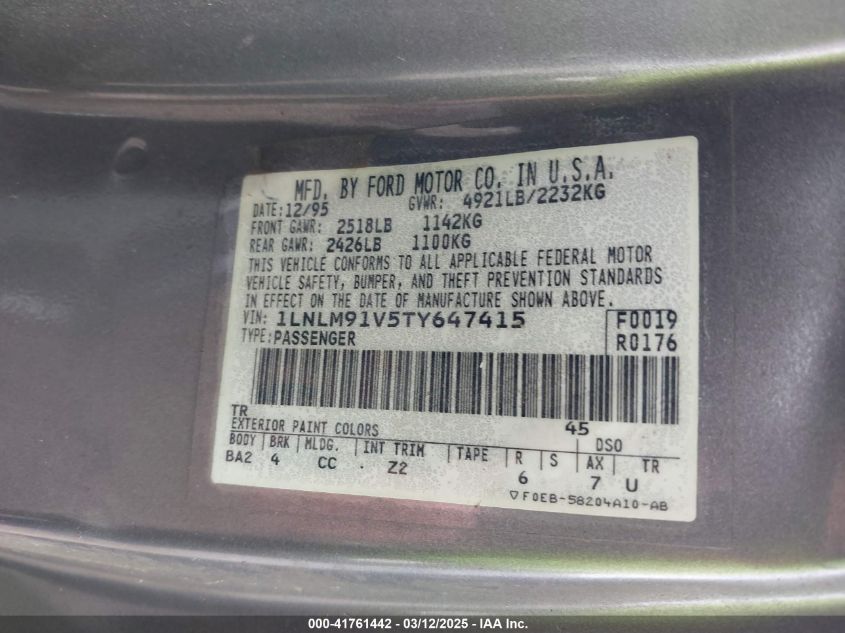 MFD. BY FORD MOTOR CO. IN U.S.A.
DATE: 12/95 GVWR: 4921LB/2232KG
FRONT GAWR: 2518LB 1142KG
REAR GAWR: 2426LB 1100KG
THIS VEHICLE CONFORMS TO ALL APPLICABLE FEDERAL MOTOR
VEHICLE SAFETY, BUMPER, AND THEFT PREVENTION STANDARDS
IN EFFECT ON THE DATE OF MANUFACTURE SHOWN ABOVE.
VIN: 1LNLM91V5TY647415 F0019
TYPE: PASSENGER R0176
TR 45
EXTERIOR PAINT COLORS DSO
BODY BRK MLDG. INT TRIM TAPE R S AX TR
BA2 4 CC . Z2 6 7 U
▽F0EB-58204A10-AB
000-41761442 - 03/12/2025 - IAA Inc.